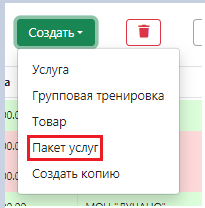 Создать
Услуга
Групповая тренировка
Товар
Пакет услуг
Создать копию